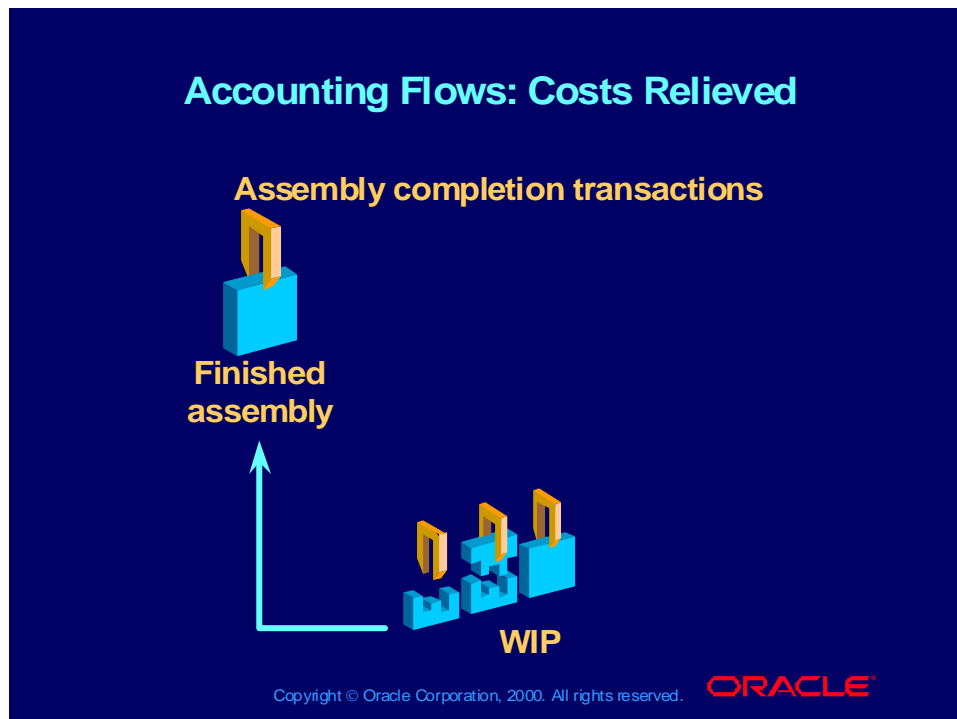 Accounting Flows: Costs Relieved
Assembly completion transactions
Finished
assembly
WIP
Copyright © Oracle Corporation, 2000. All rights reserved.
ORACLE®